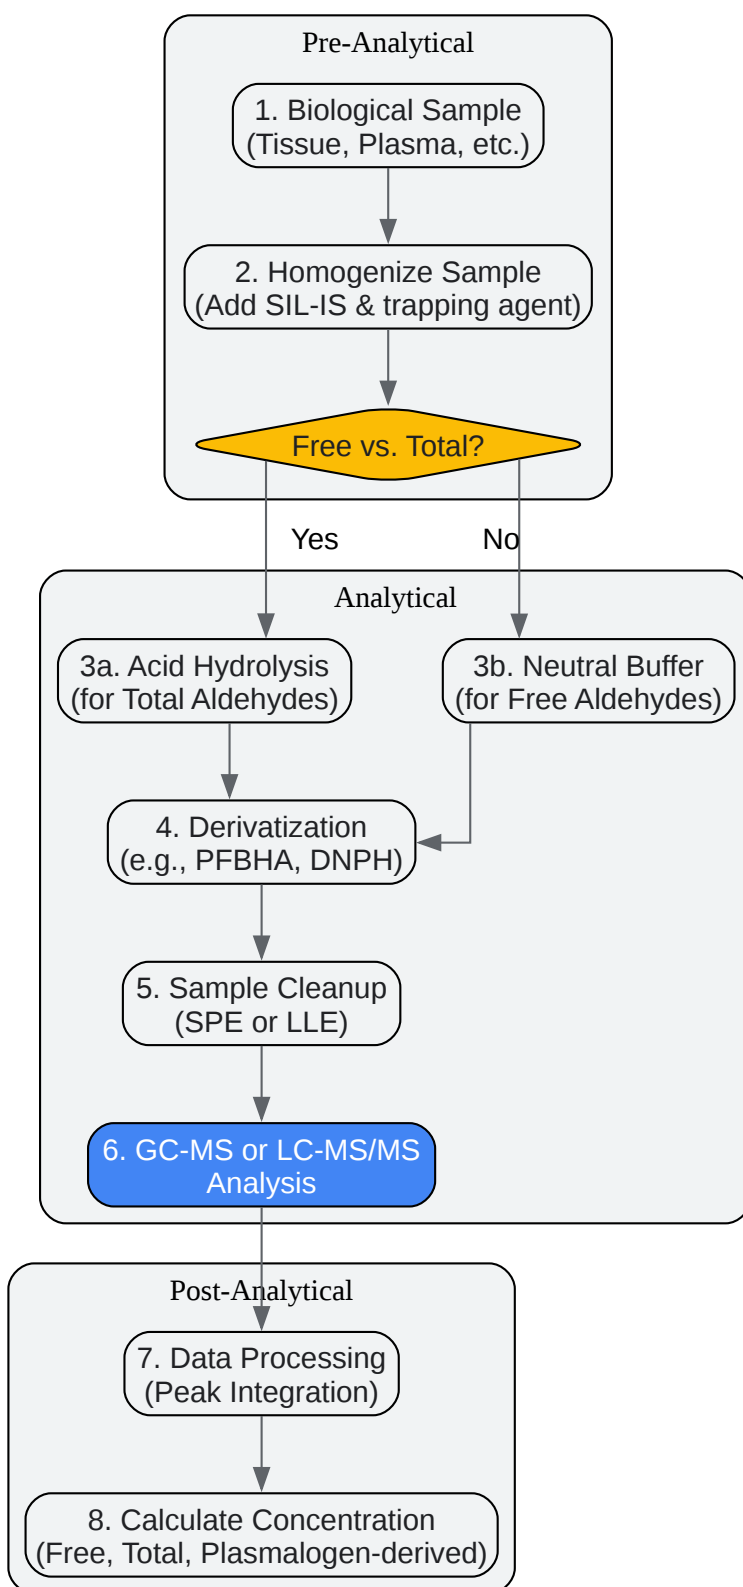 Pre-Analytical
1. Biological Sample
(Tissue, Plasma, etc.)
2. Homogenize Sample
(Add SIL-IS & trapping agent)
Free vs. Total?
Yes
No
Analytical
3a. Acid Hydrolysis
(for Total Aldehydes)
3b. Neutral Buffer
(for Free Aldehydes)
4. Derivatization
(e.g., PFBHA, DNPH)
5. Sample Cleanup
(SPE or LLE)
6. GC-MS or LC-MS/MS
Analysis
Post-Analytical
7. Data Processing
(Peak Integration)
8. Calculate Concentration
(Free, Total, Plasmalogen-derived)